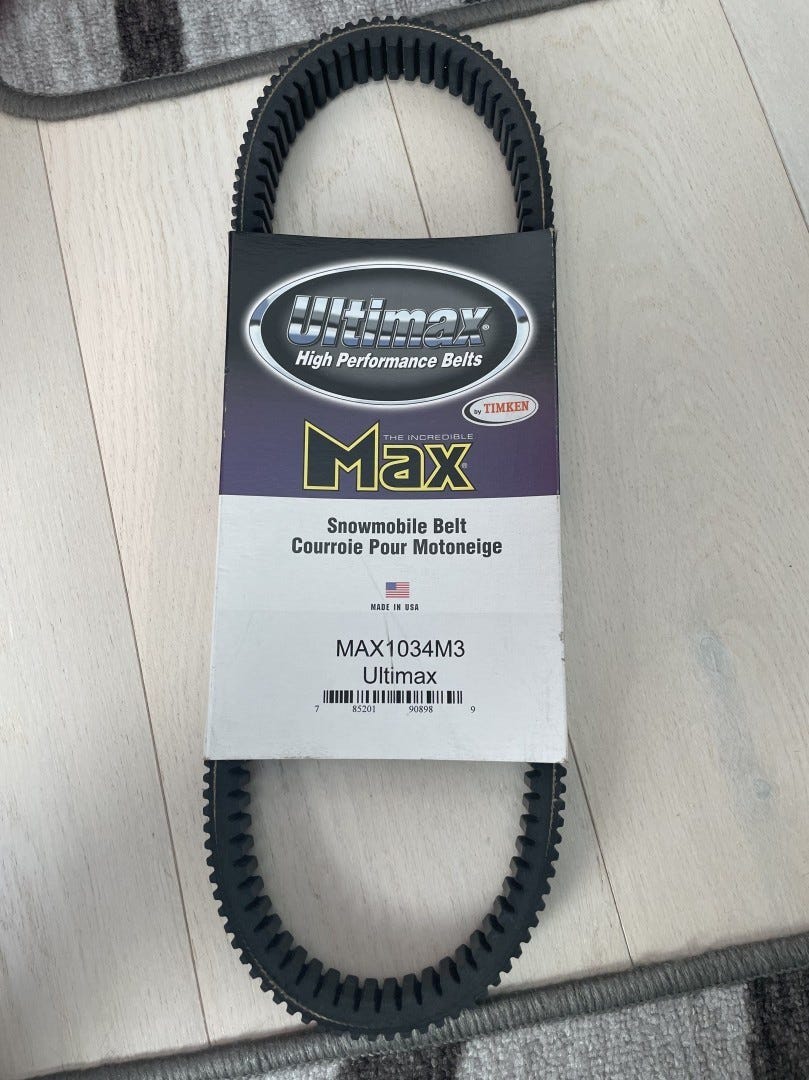 Ultimax®
High Performance Belts
by TIMKEN
THE INCREDIBLE
Max®
Snowmobile Belt
Courroie Pour Motoneige
MADE IN USA
MAX1034M3
Ultimax
7 85201 90898 9